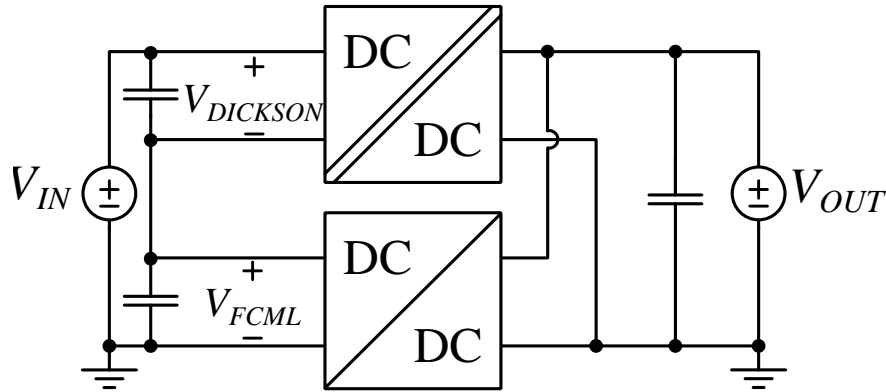 DC
DC
+
V_DICKSON
−
V_IN
±
V_OUT
±
DC
DC
+
V_FCML
−